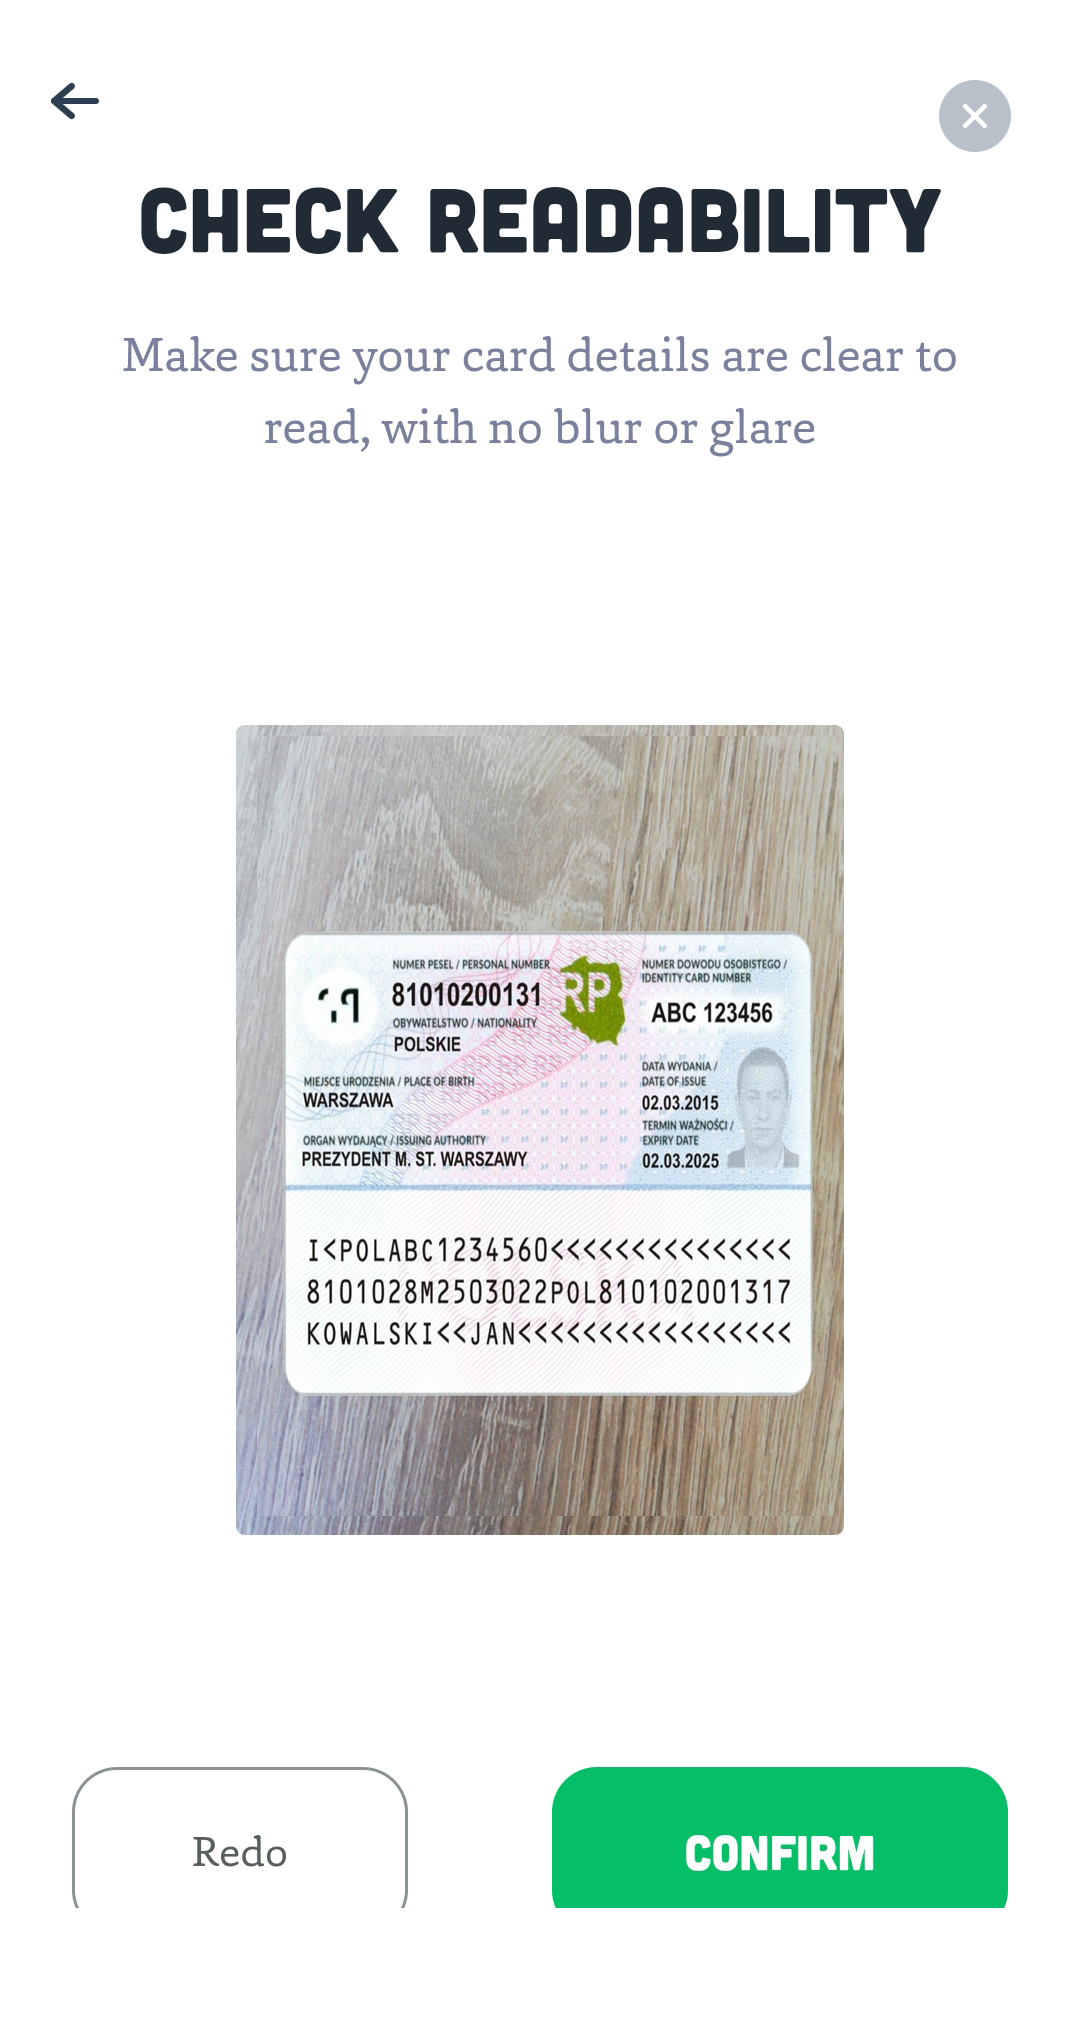 CHECK READABILITY
Make sure your card details are clear to
read, with no blur or glare
NUMER PESEL / PERSONAL NUMBER
81010200131
OBYWATELSTWO / NATIONALITY
POLSKIE
MIEJSCE URODZENIA / PLACE OF BIRTH
WARSZAWA
ORGAN WYDAJĄCY / ISSUING AUTHORITY
PREZYDENT M. ST. WARSZAWY
RP
NUMER DOWODU OSOBISTEGO /
IDENTITY CARD NUMBER
ABC 123456
DATA WYDANIA /
DATE OF ISSUE
02.03.2015
TERMIN WAŻNOŚCI /
EXPIRY DATE
02.03.2025
I<POLABC1234560<<<<<<<<<<<<<<<
8101028M2503022POL810102001317
KOWALSKI<<JAN<<<<<<<<<<<<<<<<<
Redo
CONFIRM